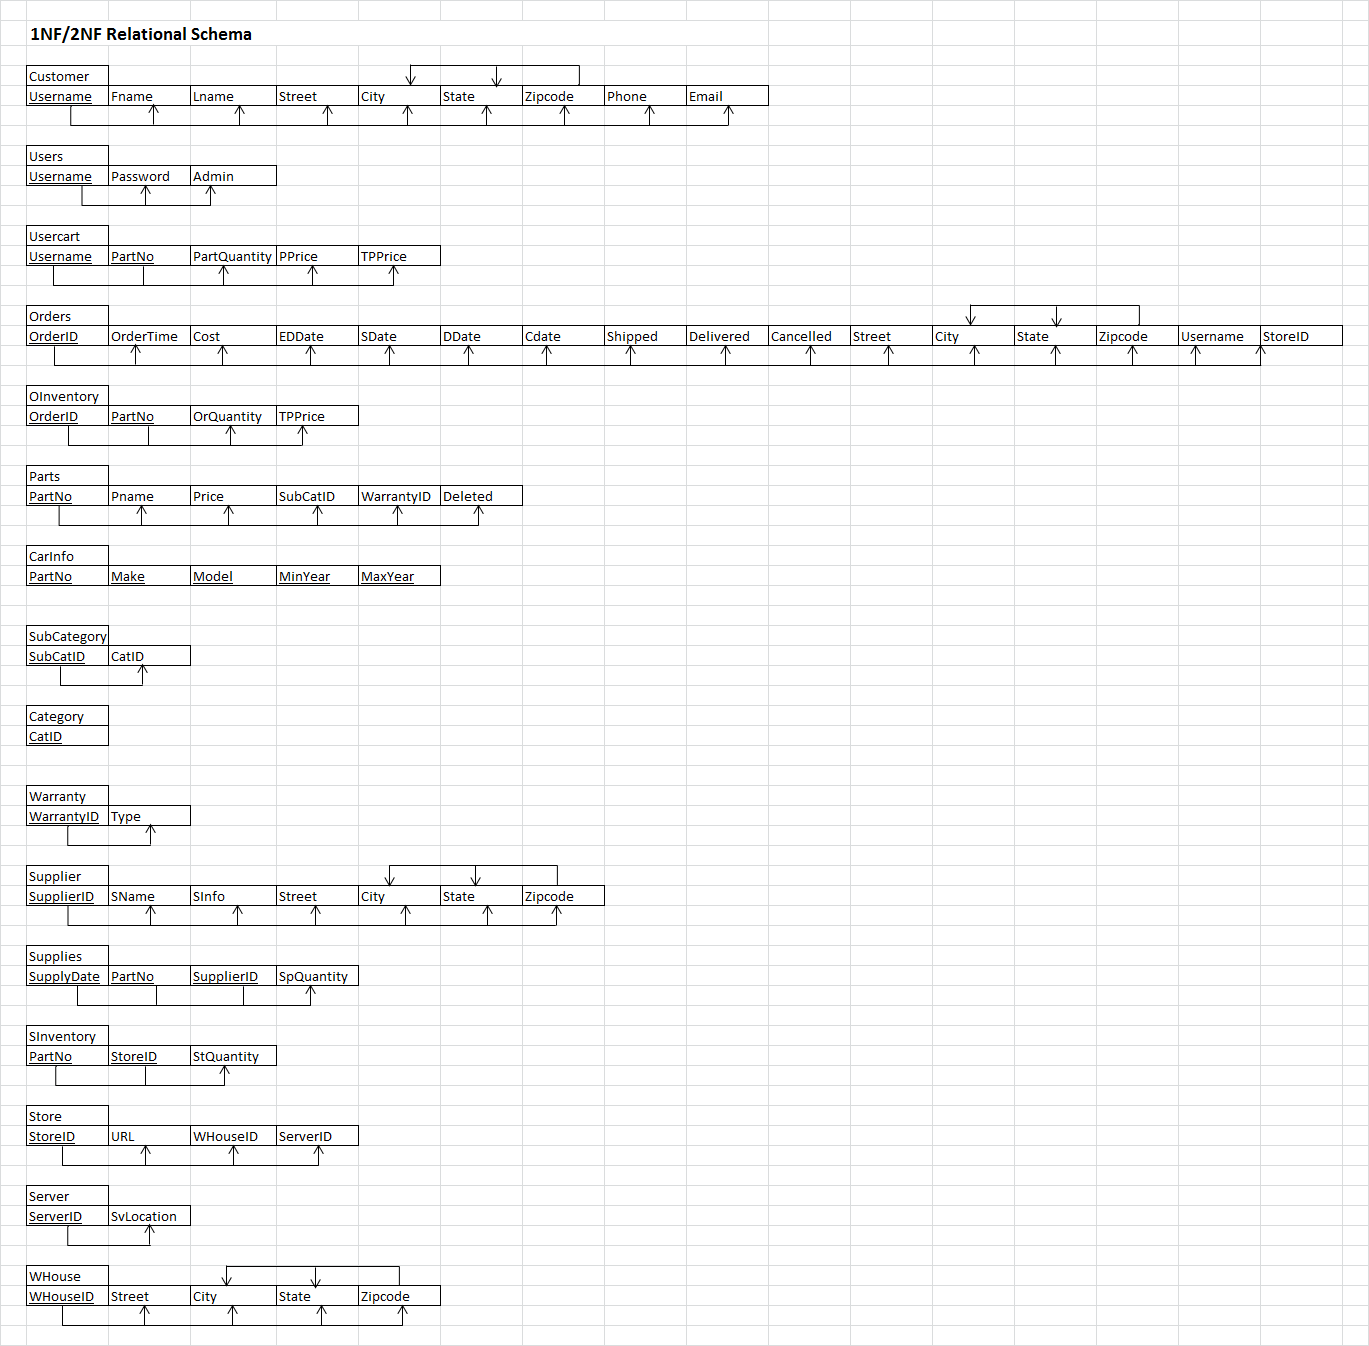 1NF/2NF Relational Schema
Customer
Username Fname Lname Street City State Zipcode Phone Email
Users
Username Password Admin
Usercart
Username PartNo PartQuantity PPrice TPPrice
Orders
OrderID OrderTime Cost EDDate SDate DDate Cdate Shipped Delivered Cancelled Street City State Zipcode Username StoreID
OInventory
OrderID PartNo OrQuantity TPPrice
Parts
PartNo Pname Price SubCatID WarrantyID Deleted
CarInfo
PartNo Make Model MinYear MaxYear
SubCategory
SubCatID CatID
Category
CatID
Warranty
WarrantyID Type
Supplier
SupplierID SName SInfo Street City State Zipcode
Supplies
SupplyDate PartNo SupplierID SpQuantity
SInventory
PartNo StoreID StQuantity
Store
StoreID URL WHouseID ServerID
Server
ServerID SvLocation
WHouse
WHouseID Street City State Zipcode